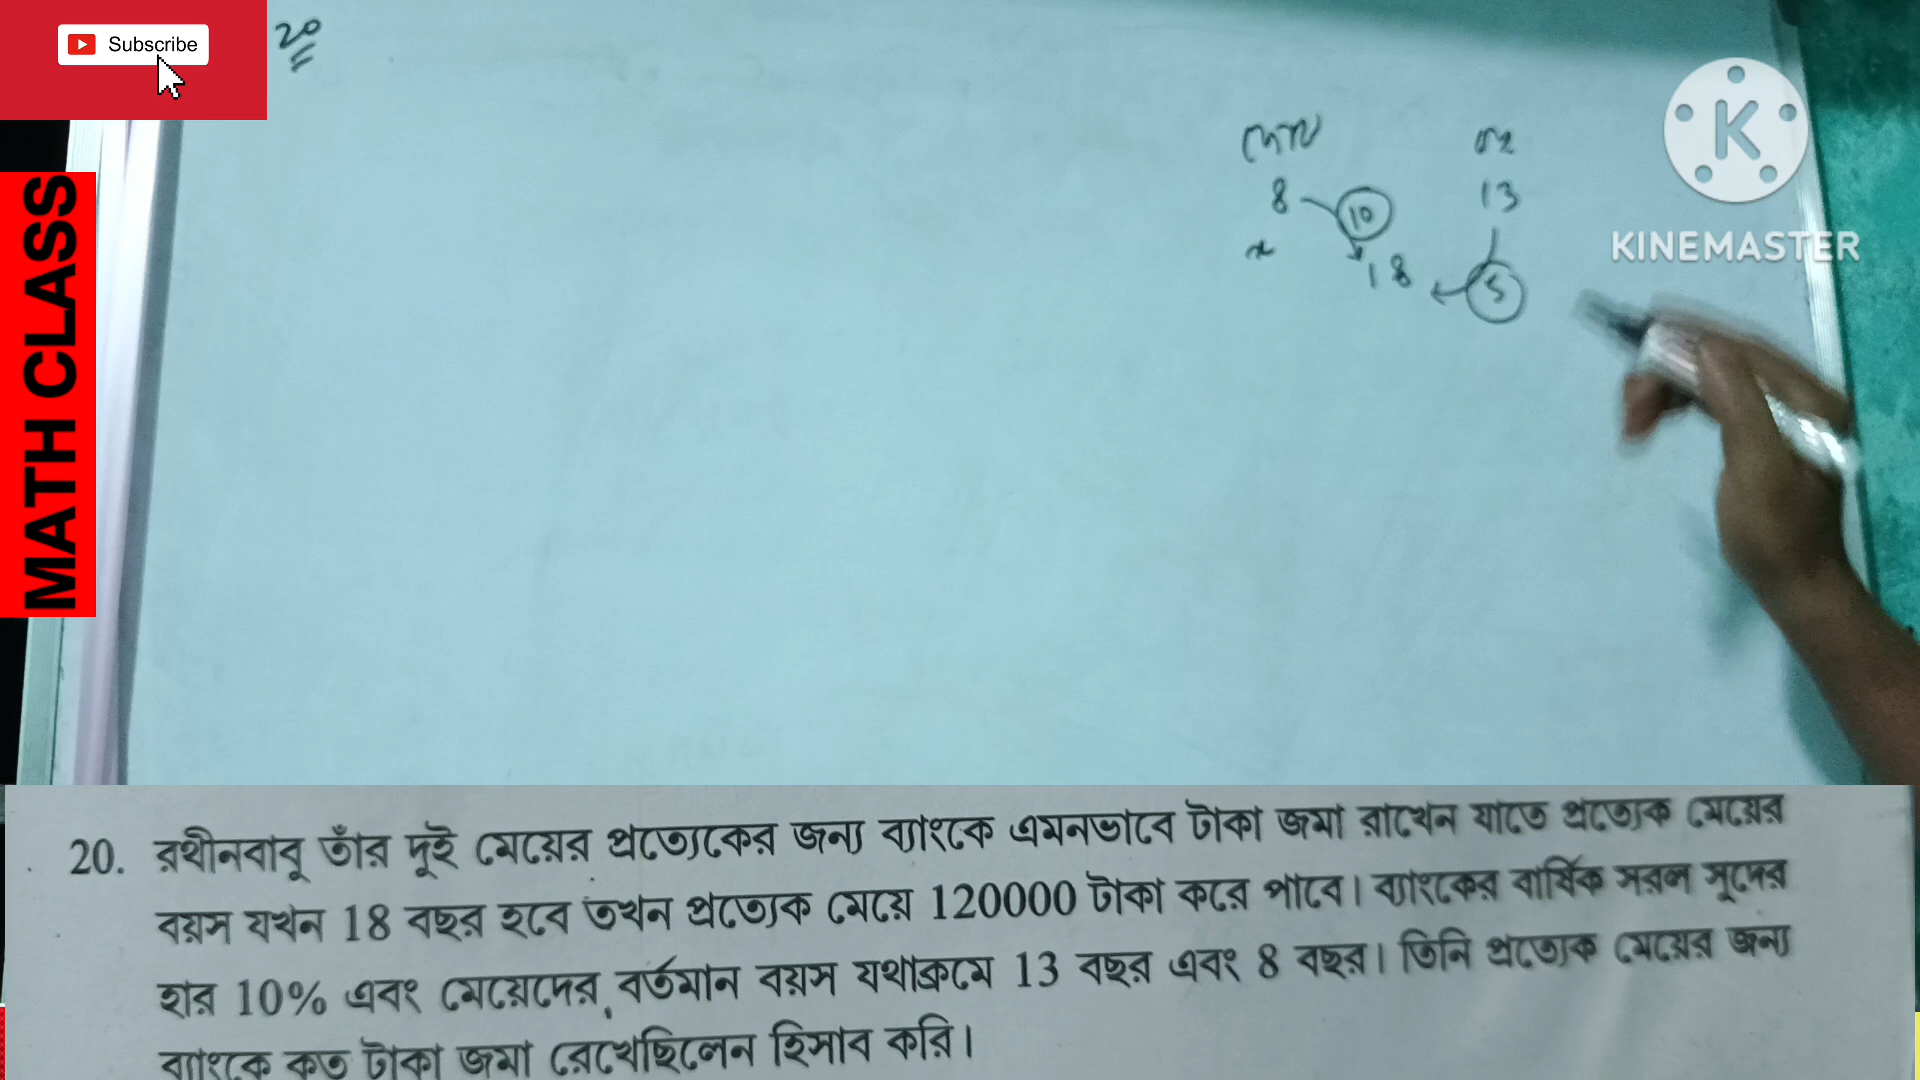 Subscribe
20
MATH CLASS
8 10 13
x 18 5
K
KINEMASTER
20. রথীনবাবু তাঁর দুই মেয়ের প্রত্যেকের জন্য ব্যাংকে এমনভাবে টাকা জমা রাখেন যাতে প্রত্যেক মেয়ের
বয়স যখন 18 বছর হবে তখন প্রত্যেক মেয়ে 120000 টাকা করে পাবে। ব্যাংকের বার্ষিক সরল সুদের
হার 10% এবং মেয়েদের বর্তমান বয়স যথাক্রমে 13 বছর এবং 8 বছর। তিনি প্রত্যেক মেয়ের জন্য
ব্যাংকে কত টাকা জমা রেখেছিলেন হিসাব করি।